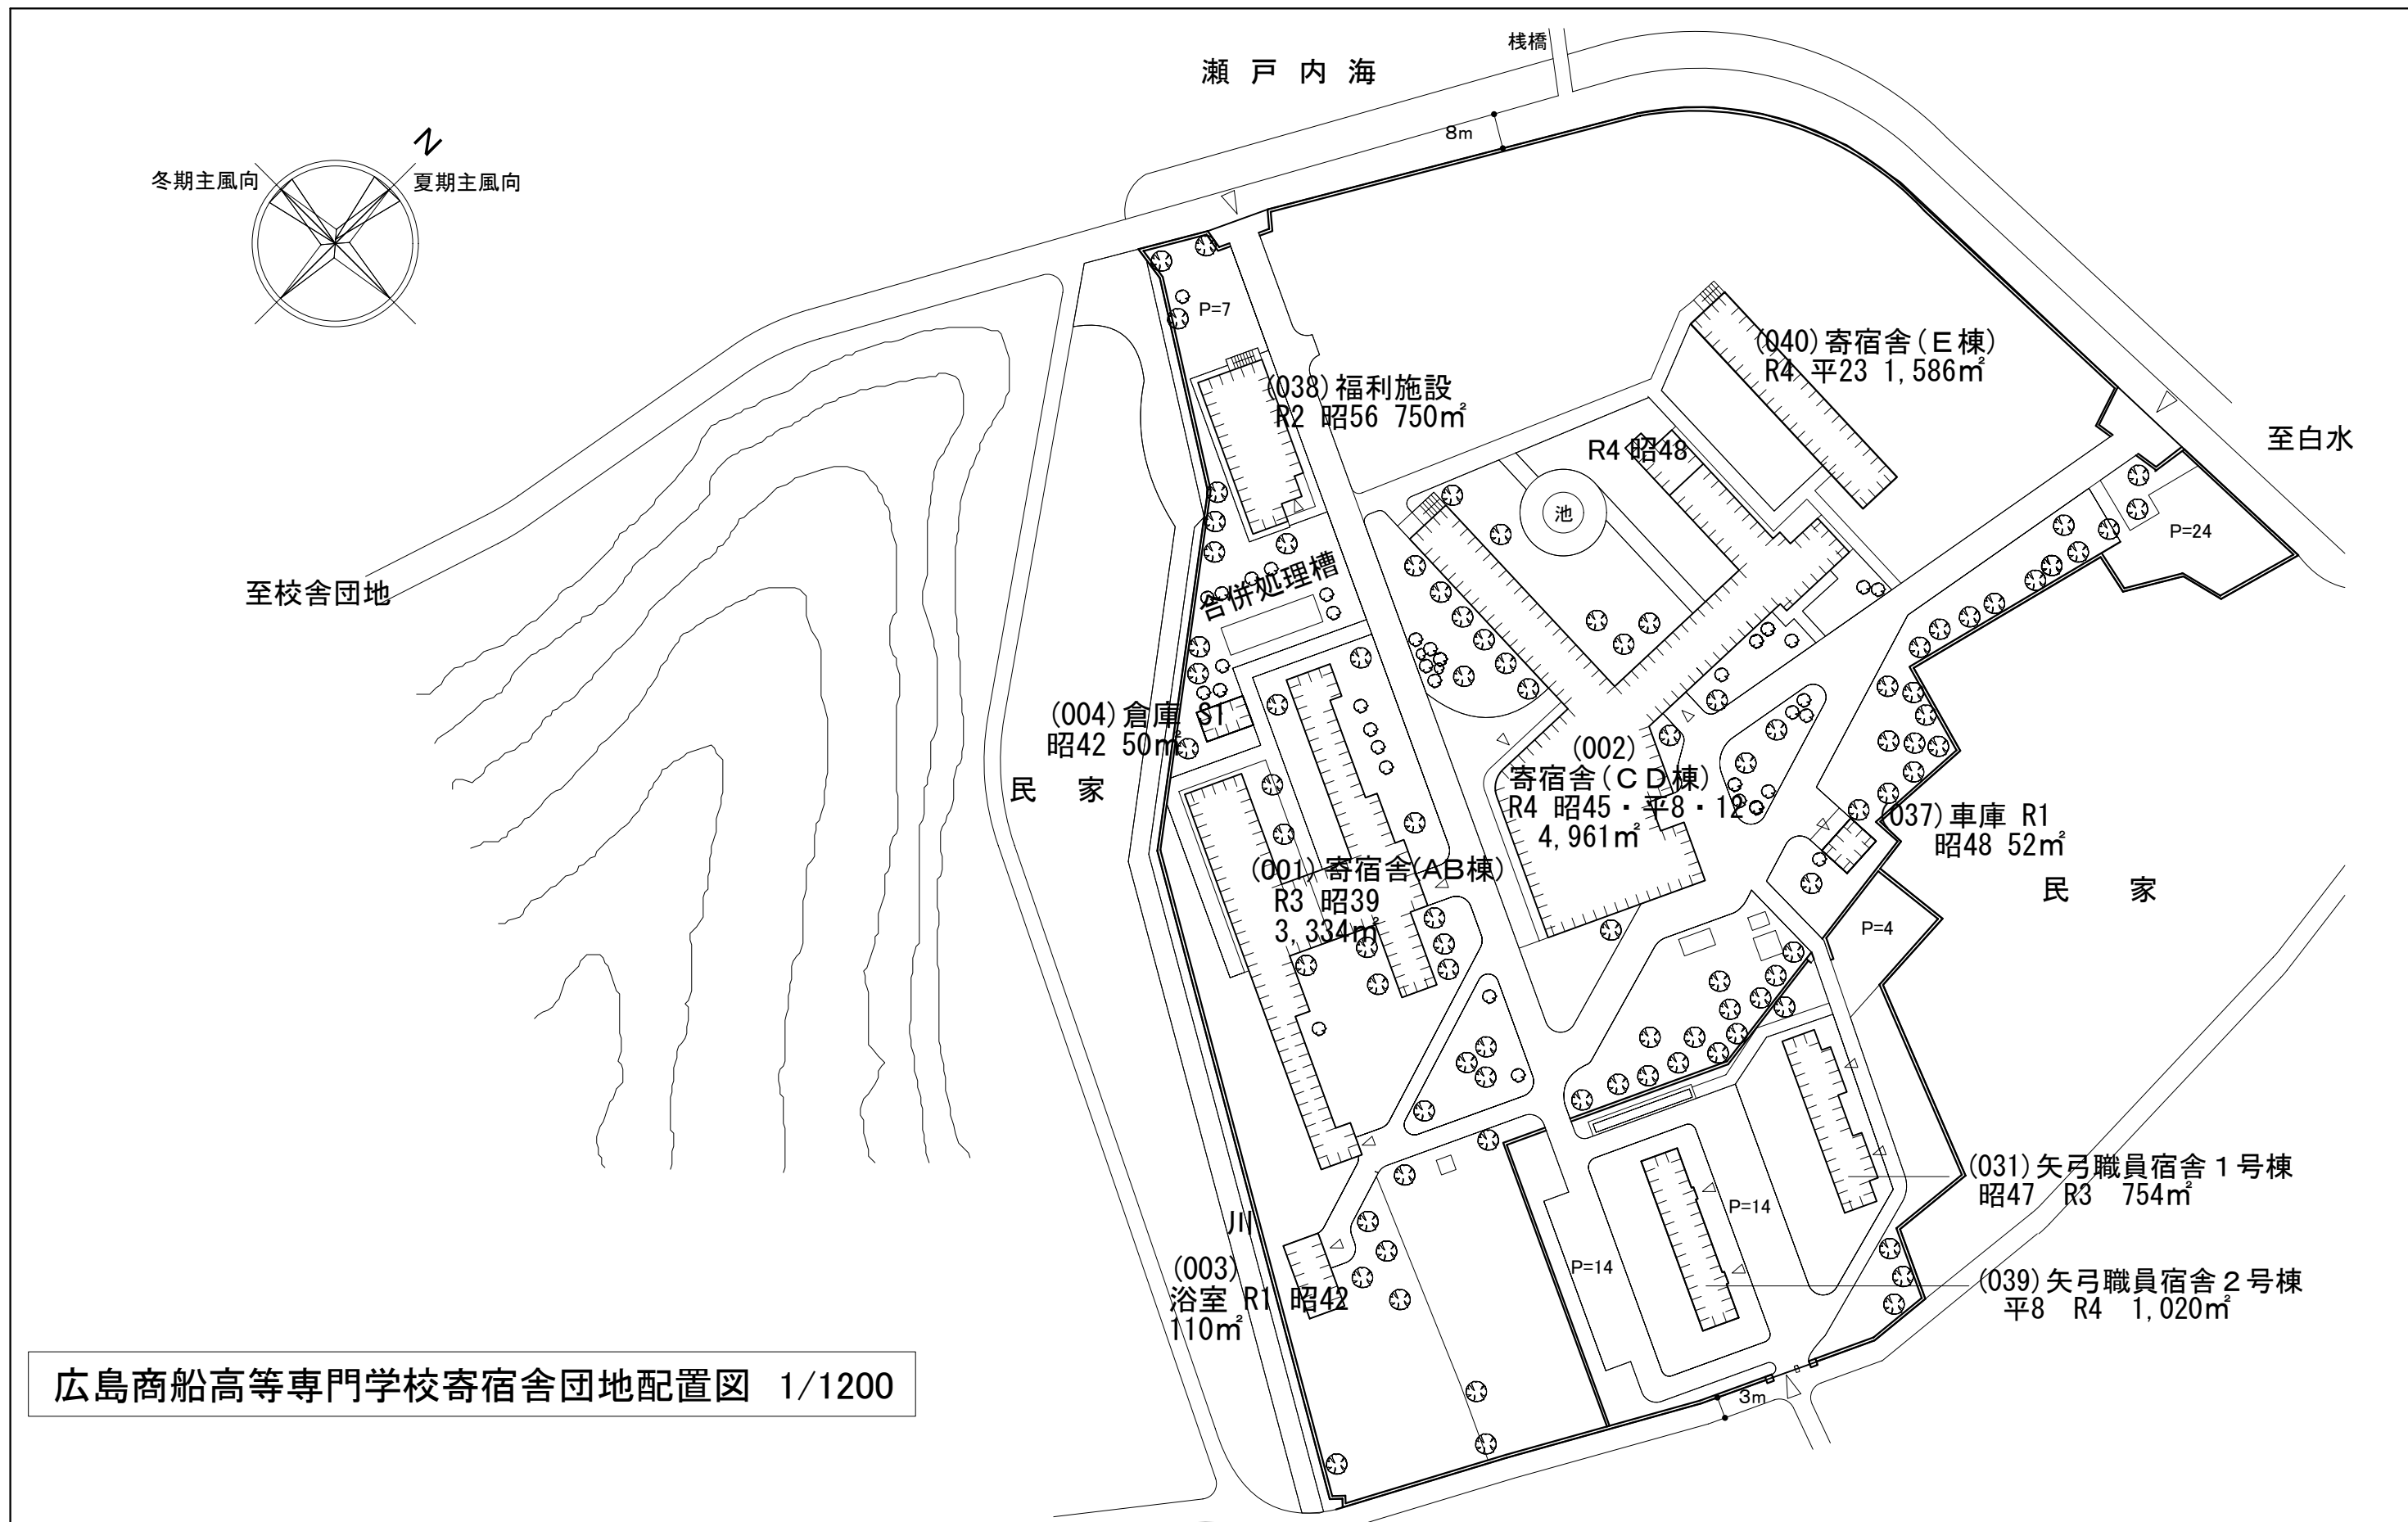 桟橋
瀬戸内海
8m
N
冬期主風向
夏期主風向
P=7
(040)寄宿舎(E棟)
R4 平23 1,586㎡
(038)福利施設
R2 昭56 750㎡
R4 昭48
至白水
池
P=24
至校舎団地
合併処理槽
(004)倉庫 S1
昭42 50㎡
民 家
(002)
寄宿舎(CD棟)
R4 昭45・平8・12
4,961㎡
(037)車庫 R1
昭48 52㎡
民 家
(001)寄宿舎(AB棟)
R3 昭39
3,334㎡
P=4
(031)矢弓職員宿舎1号棟
昭47 R3 754㎡
P=14
川
P=14
(003)
浴室 R1 昭42
110㎡
(039)矢弓職員宿舎2号棟
平8 R4 1,020㎡
3m
広島商船高等専門学校寄宿舎団地配置図 1/1200